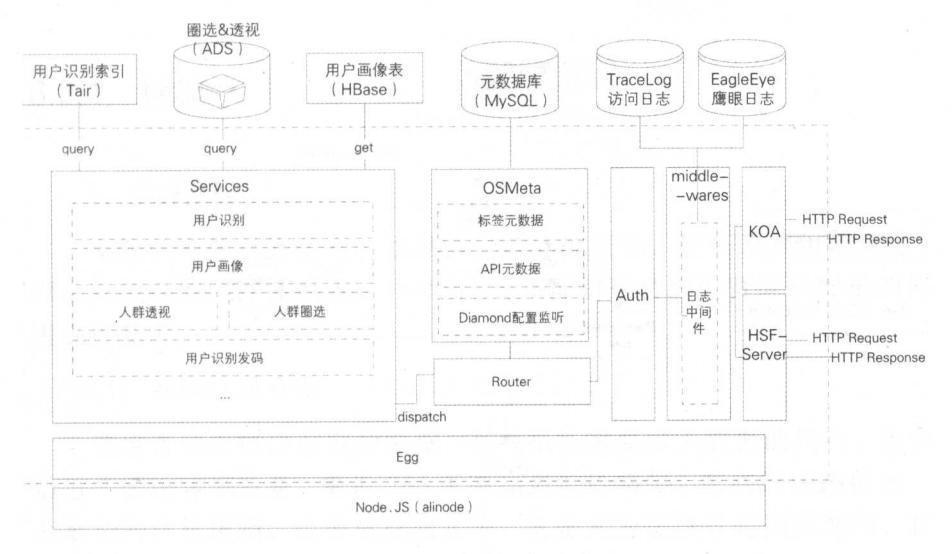 圈选&透视
（ADS）
用户识别索引
（Tair）
用户画像表
（HBase）
元数据库
（MySQL）
TraceLog
访问日志
EagleEye
鹰眼日志
query
query
get
Services
用户识别
用户画像
人群透视
人群圈选
用户识别发码
...
OSMeta
标签元数据
API元数据
Diamond配置监听
Router
dispatch
Auth
middle-
-wares
日志
中间
件
KOA
HTTP Request
HTTP Response
HSF-
Server
HTTP Request
HTTP Response
Egg
Node.JS（alinode）